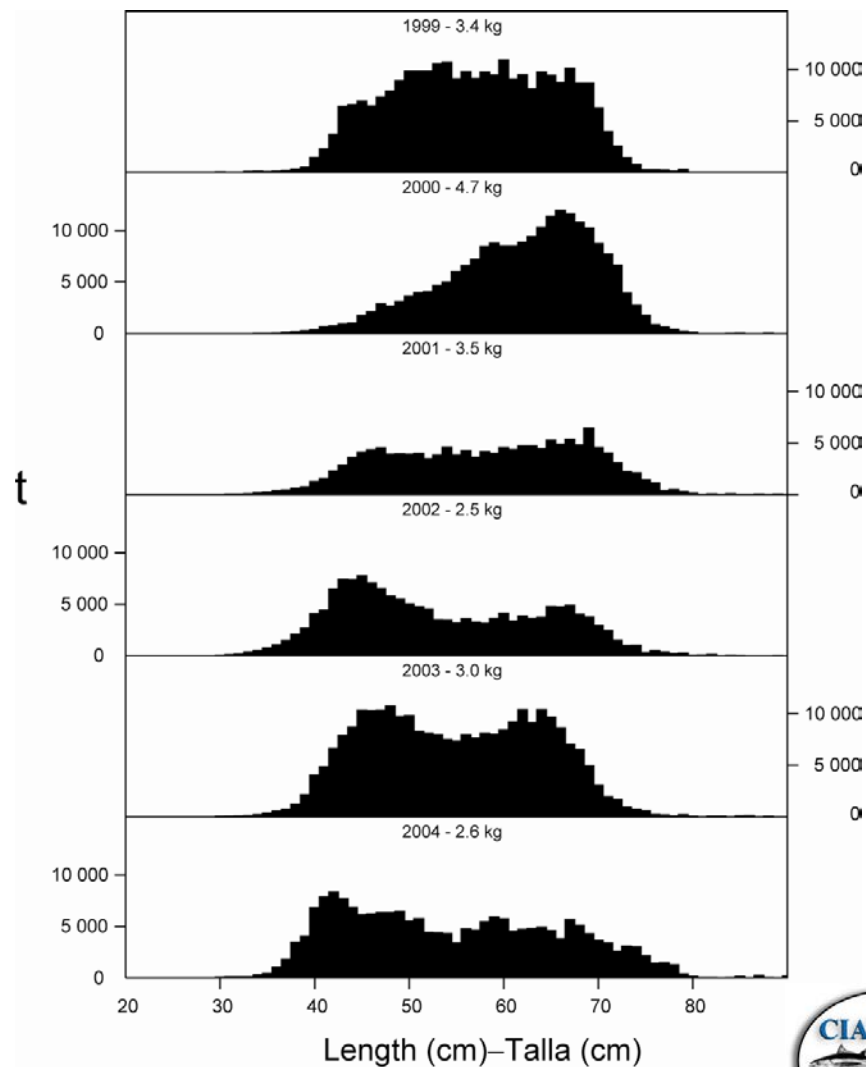 1999 - 3.4 kg
10 000
5 000
0
2000 - 4.7 kg
10 000
5 000
0
2001 - 3.5 kg
10 000
5 000
0
t
2002 - 2.5 kg
10 000
5 000
0
2003 - 3.0 kg
10 000
5 000
0
2004 - 2.6 kg
10 000
5 000
0
20 30 40 50 60 70 80
Length (cm)–Talla (cm)
CIA